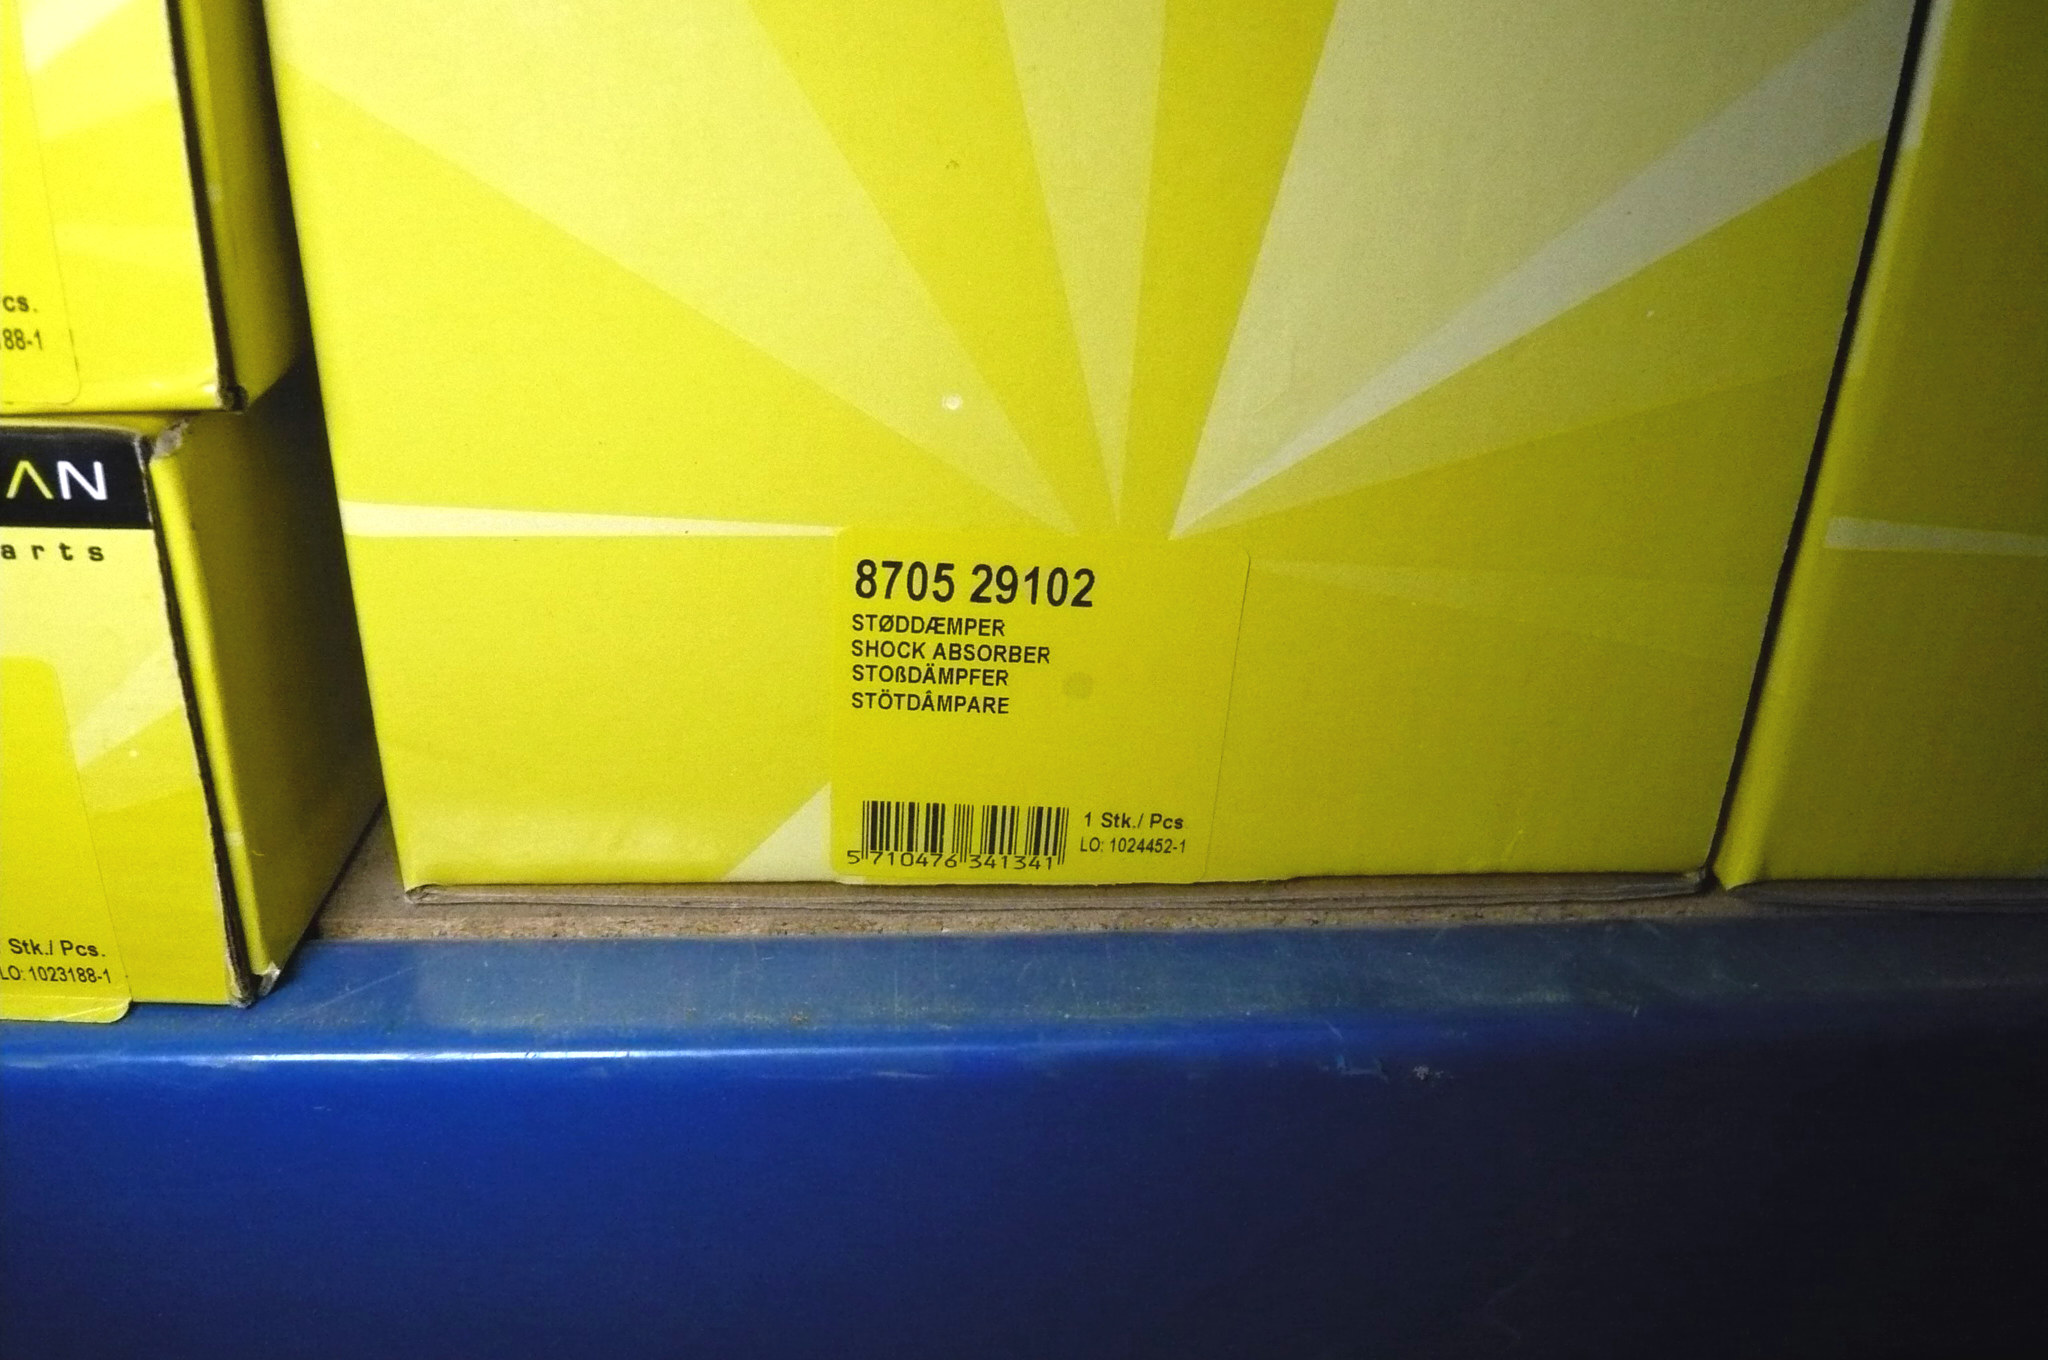 cs.
88-1
AN
arts
Stk./ Pcs.
LO: 1023188-1
8705 29102
STØDDÆMPER
SHOCK ABSORBER
STOßDÄMPFER
STÖTDÂMPARE
1 Stk./ Pcs
LO: 1024452-1
5 710476 341341